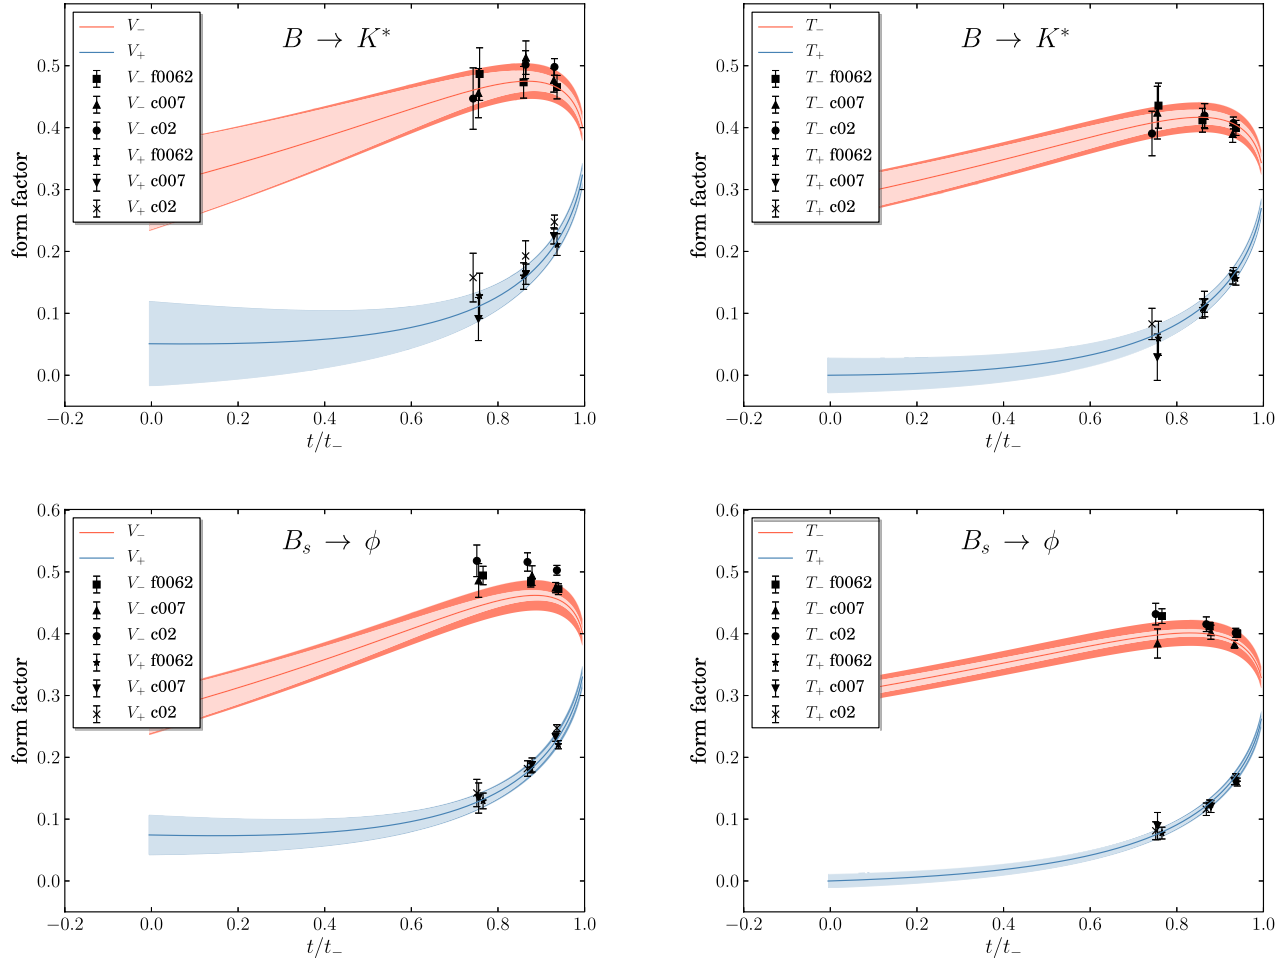 B → K*
V₋
V₊
V₋ f0062
V₋ c007
V₋ c02
V₊ f0062
V₊ c007
V₊ c02
form factor
0.5
0.4
0.3
0.2
0.1
0.0
−0.2 0.0 0.2 0.4 0.6 0.8 1.0
t/t₋
B → K*
T₋
T₊
T₋ f0062
T₋ c007
T₋ c02
T₊ f0062
T₊ c007
T₊ c02
form factor
0.5
0.4
0.3
0.2
0.1
0.0
−0.2 0.0 0.2 0.4 0.6 0.8 1.0
t/t₋
Bₛ → ϕ
V₋
V₊
V₋ f0062
V₋ c007
V₋ c02
V₊ f0062
V₊ c007
V₊ c02
form factor
0.6
0.5
0.4
0.3
0.2
0.1
0.0
−0.2 0.0 0.2 0.4 0.6 0.8 1.0
t/t₋
Bₛ → ϕ
T₋
T₊
T₋ f0062
T₋ c007
T₋ c02
T₊ f0062
T₊ c007
T₊ c02
form factor
0.6
0.5
0.4
0.3
0.2
0.1
0.0
−0.2 0.0 0.2 0.4 0.6 0.8 1.0
t/t₋